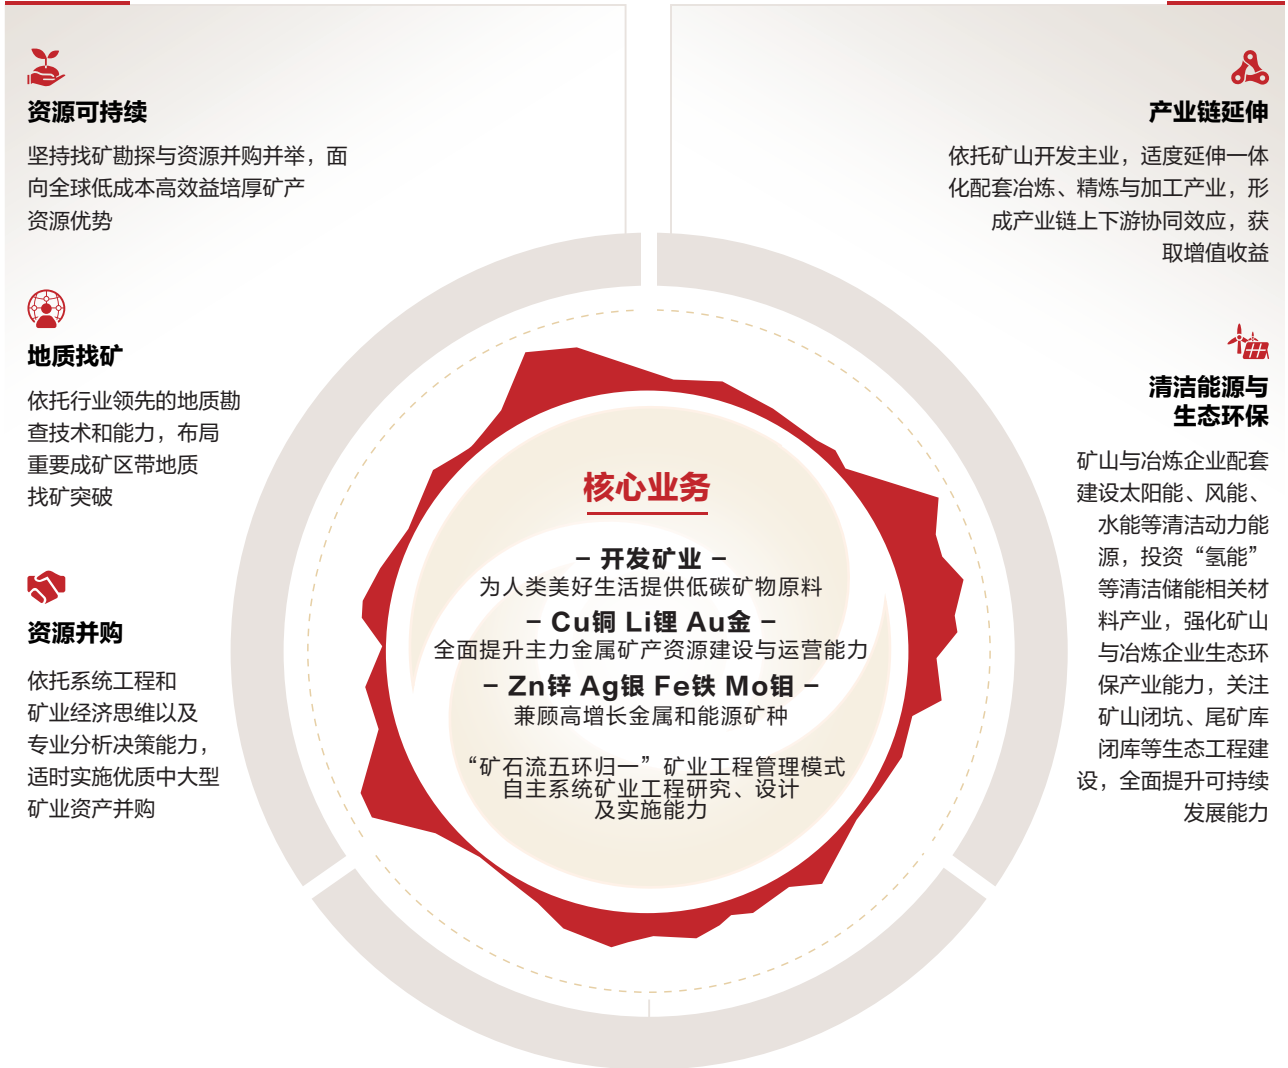 资源可持续
坚持找矿勘探与资源并购并举，面
向全球低成本高效益培厚矿产
资源优势
地质找矿
依托行业领先的地质勘
查技术和能力，布局
重要成矿区带地质
找矿突破
资源并购
依托系统工程和
矿业经济思维以及
专业分析决策能力，
适时实施优质中大型
矿业资产并购
核心业务
– 开发矿业 –
为人类美好生活提供低碳矿物原料
– Cu铜 Li锂 Au金 –
全面提升主力金属矿产资源建设与运营能力
– Zn锌 Ag银 Fe铁 Mo钼 –
兼顾高增长金属和能源矿种
“矿石流五环归一”矿业工程管理模式
自主系统矿业工程研究、设计
及实施能力
产业链延伸
依托矿山开发主业，适度延伸一体
化配套冶炼、精炼与加工产业，形
成产业链上下游协同效应，获
取增值收益
清洁能源与
生态环保
矿山与冶炼企业配套
建设太阳能、风能、
水能等清洁动力能
源，投资“氢能”
等清洁储能相关材
料产业，强化矿山
与冶炼企业生态环
保产业能力，关注
矿山闭坑、尾矿库
闭库等生态工程建
设，全面提升可持续
发展能力